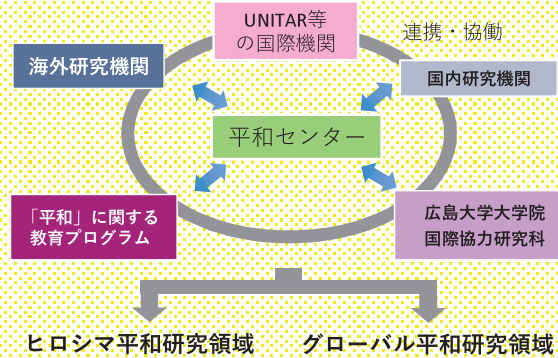 UNITAR等
の国際機関
連携・協働
海外研究機関
国内研究機関
平和センター
「平和」に関する
教育プログラム
広島大学大学院
国際協力研究科
ヒロシマ平和研究領域
グローバル平和研究領域